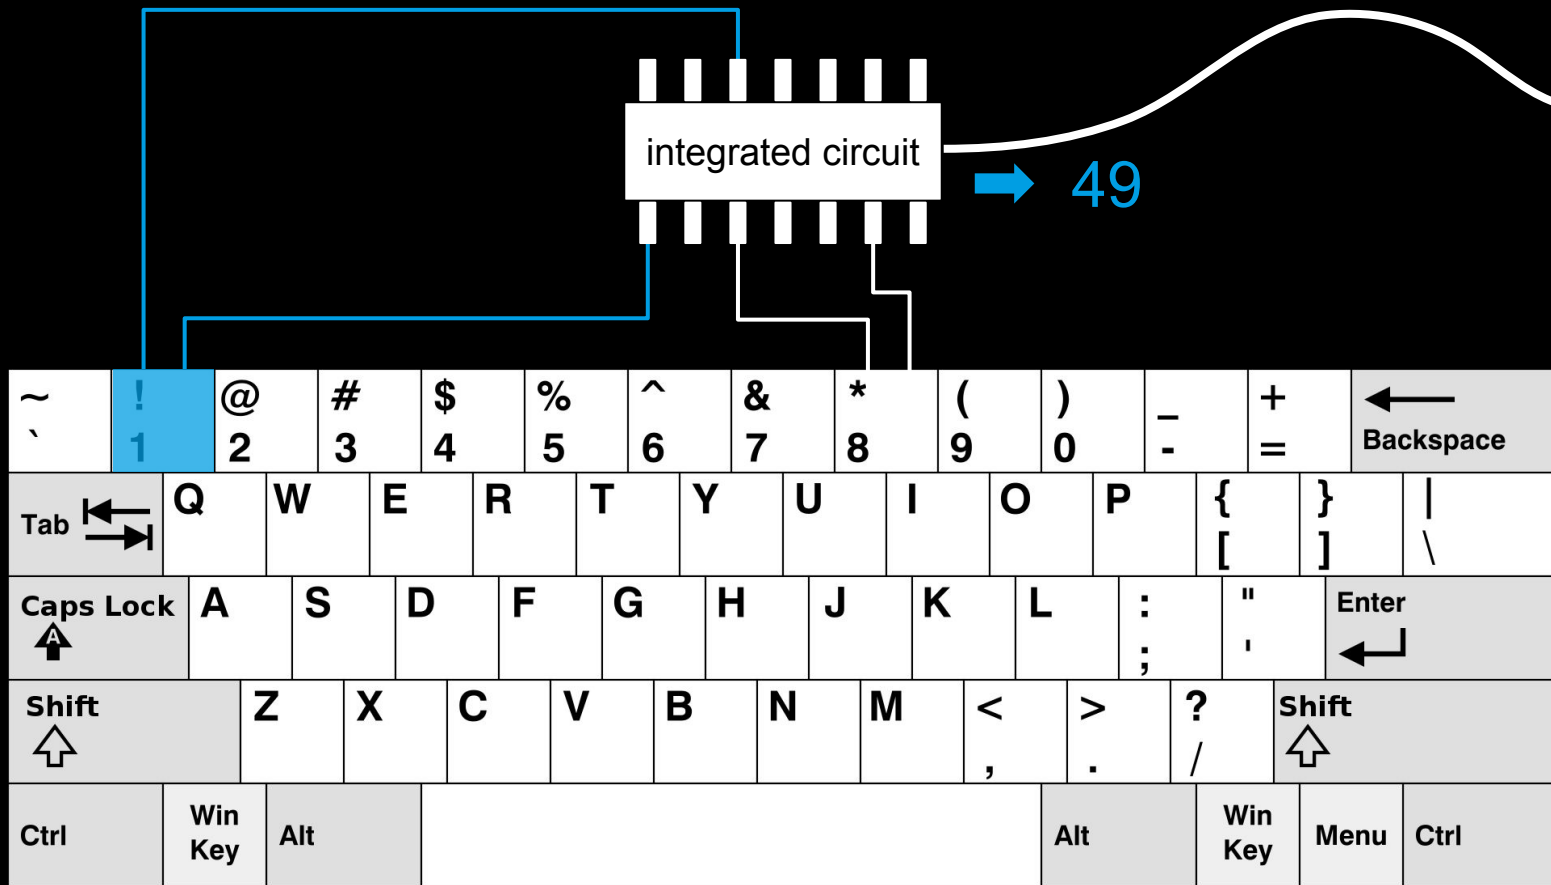 integrated circuit
49
~ ! @ # $ % ^ & * ( ) _ +
` 1 2 3 4 5 6 7 8 9 0 - = Backspace
Tab Q W E R T Y U I O P { } |
[ ] \
Caps Lock A S D F G H J K L : " Enter
A ; '
Shift Z X C V B N M < > ? Shift
, . /
Ctrl Win Key Alt Alt Win Key Menu Ctrl